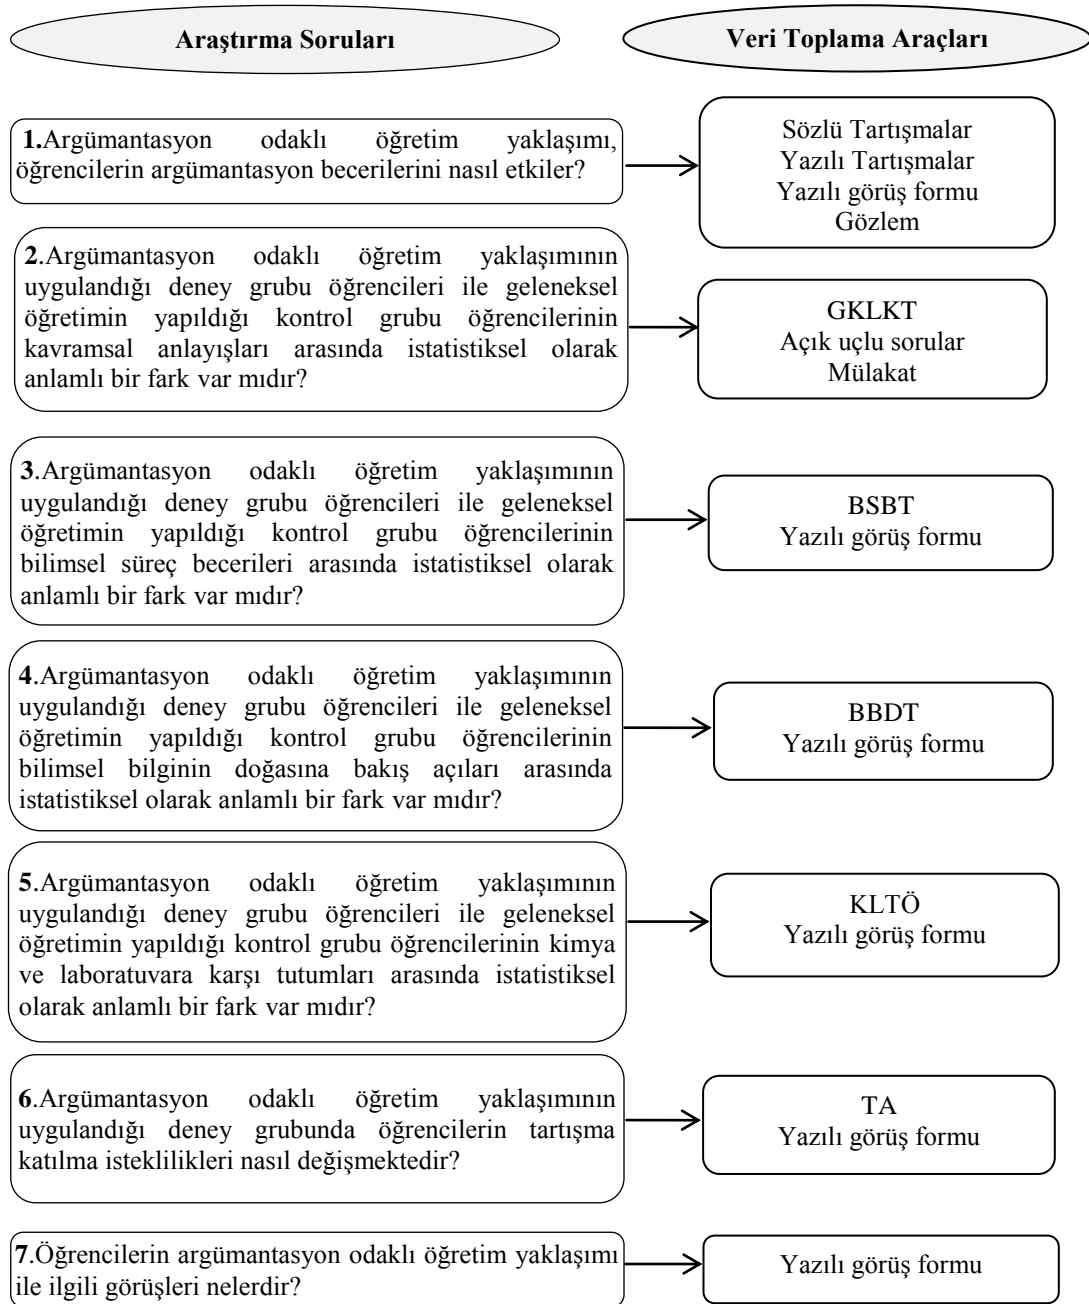 Araştırma Soruları
Veri Toplama Araçları
1.Argümantasyon odaklı öğretim yaklaşımı,
öğrencilerin argümantasyon becerilerini nasıl etkiler?
Sözlü Tartışmalar
Yazılı Tartışmalar
Yazılı görüş formu
Gözlem
2.Argümantasyon odaklı öğretim yaklaşımının
uygulandığı deney grubu öğrencileri ile geleneksel
öğretimin yapıldığı kontrol grubu öğrencilerinin
kavramsal anlayışları arasında istatistiksel olarak
anlamlı bir fark var mıdır?
GKLKT
Açık uçlu sorular
Mülakat
3.Argümantasyon odaklı öğretim yaklaşımının
uygulandığı deney grubu öğrencileri ile geleneksel
öğretimin yapıldığı kontrol grubu öğrencilerinin
bilimsel süreç becerileri arasında istatistiksel olarak
anlamlı bir fark var mıdır?
BSBT
Yazılı görüş formu
4.Argümantasyon odaklı öğretim yaklaşımının
uygulandığı deney grubu öğrencileri ile geleneksel
öğretimin yapıldığı kontrol grubu öğrencilerinin
bilimsel bilginin doğasına bakış açıları arasında
istatistiksel olarak anlamlı bir fark var mıdır?
BBDT
Yazılı görüş formu
5.Argümantasyon odaklı öğretim yaklaşımının
uygulandığı deney grubu öğrencileri ile geleneksel
öğretimin yapıldığı kontrol grubu öğrencilerinin kimya
ve laboratuvara karşı tutumları arasında istatistiksel
olarak anlamlı bir fark var mıdır?
KLTÖ
Yazılı görüş formu
6.Argümantasyon odaklı öğretim yaklaşımının
uygulandığı deney grubunda öğrencilerin tartışma
katılma isteklilikleri nasıl değişmektedir?
TA
Yazılı görüş formu
7.Öğrencilerin argümantasyon odaklı öğretim yaklaşımı
ile ilgili görüşleri nelerdir?
Yazılı görüş formu